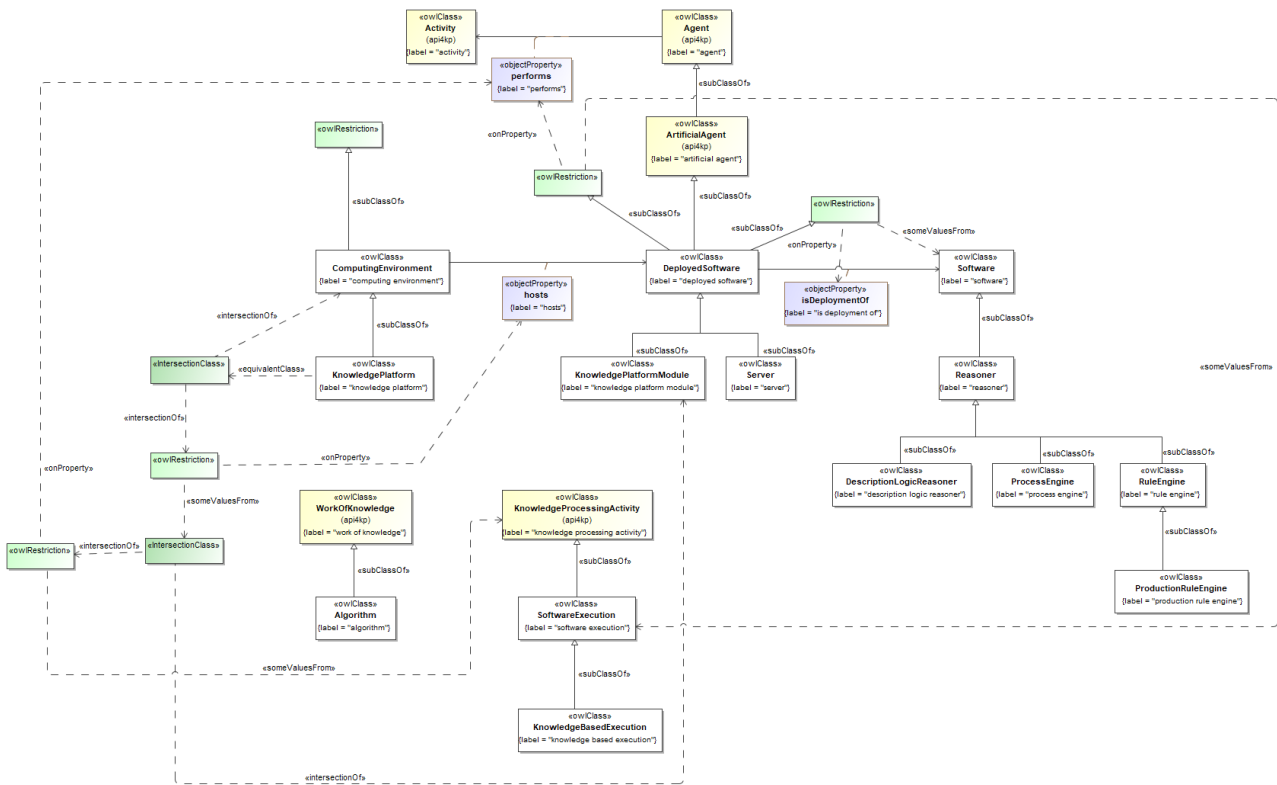 «owlClass»
Activity
(api4kp)
{label = "activity"}
«owlClass»
Agent
(api4kp)
{label = "agent"}
«objectProperty»
performs
{label = "performs"}
«subClassOf»
«owlRestriction»
«onProperty»
«owlClass»
ArtificialAgent
(api4kp)
{label = "artificial agent"}
«owlRestriction»
«subClassOf»
«subClassOf»
«subClassOf»
«owlRestriction»
«subClassOf»
«someValuesFrom»
«onProperty»
«owlClass»
ComputingEnvironment
{label = "computing environment"}
«owlClass»
DeployedSoftware
{label = "deployed software"}
«owlClass»
Software
{label = "software"}
«objectProperty»
hosts
{label = "hosts"}
«objectProperty»
isDeploymentOf
{label = "is deployment of"}
«intersectionOf»
«subClassOf»
«subClassOf»
«subClassOf»
«subClassOf»
«IntersectionClass»
«equivalentClass»
«owlClass»
KnowledgePlatform
{label = "knowledge platform"}
«owlClass»
KnowledgePlatformModule
{label = "knowledge platform module"}
«owlClass»
Server
{label = "server"}
«owlClass»
Reasoner
{label = "reasoner"}
«someValuesFrom»
«intersectionOf»
«owlRestriction»
«onProperty»
«onProperty»
«subClassOf»
«subClassOf»
«subClassOf»
«owlClass»
DescriptionLogicReasoner
{label = "description logic reasoner"}
«owlClass»
ProcessEngine
{label = "process engine"}
«owlClass»
RuleEngine
{label = "rule engine"}
«someValuesFrom»
«owlClass»
WorkOfKnowledge
(api4kp)
{label = "work of knowledge"}
«owlClass»
KnowledgeProcessingActivity
(api4kp)
{label = "knowledge processing activity"}
«owlRestriction»
«intersectionOf»
«IntersectionClass»
«subClassOf»
«subClassOf»
«subClassOf»
«owlClass»
ProductionRuleEngine
{label = "production rule engine"}
«owlClass»
Algorithm
{label = "algorithm"}
«owlClass»
SoftwareExecution
{label = "software execution"}
«someValuesFrom»
«subClassOf»
«owlClass»
KnowledgeBasedExecution
{label = "knowledge based execution"}
«intersectionOf»